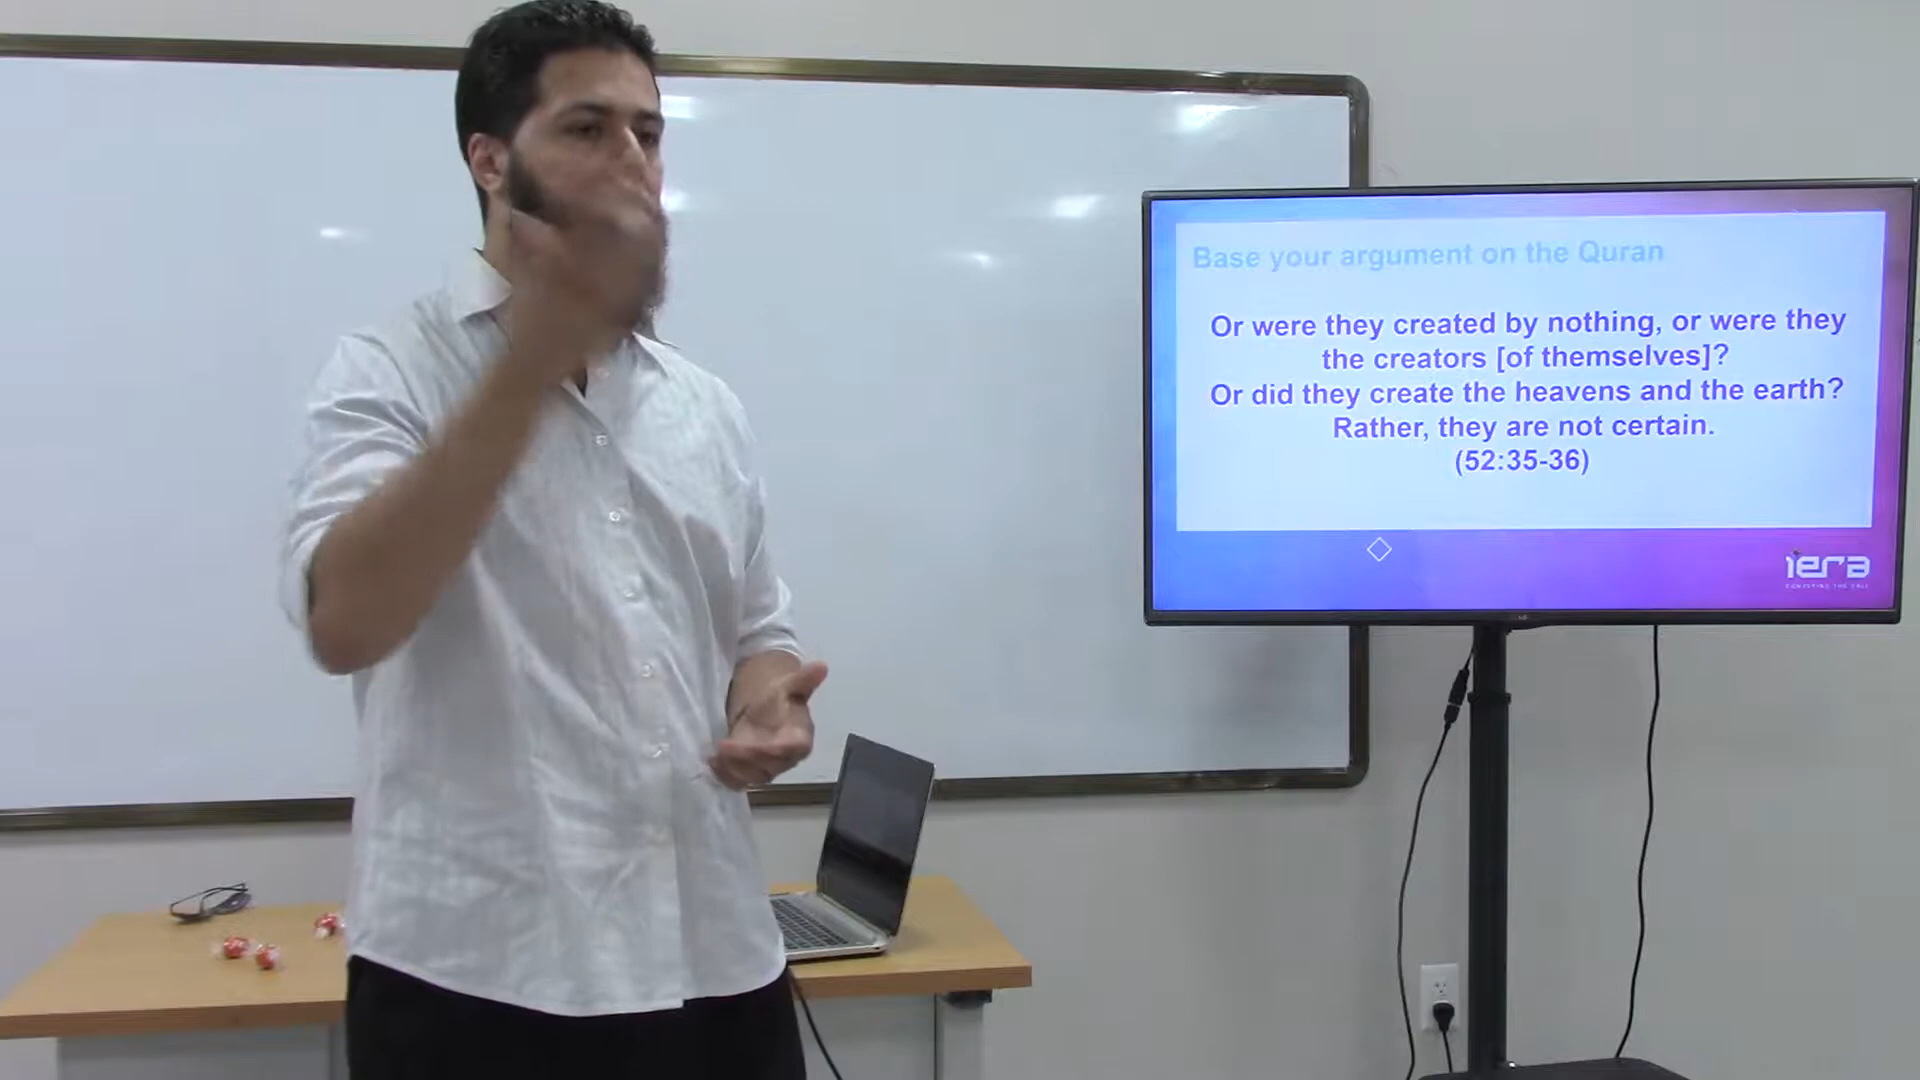 Base your argument on the Quran
Or were they created by nothing, or were they
the creators [of themselves]?
Or did they create the heavens and the earth?
Rather, they are not certain.
(52:35-36)
iera